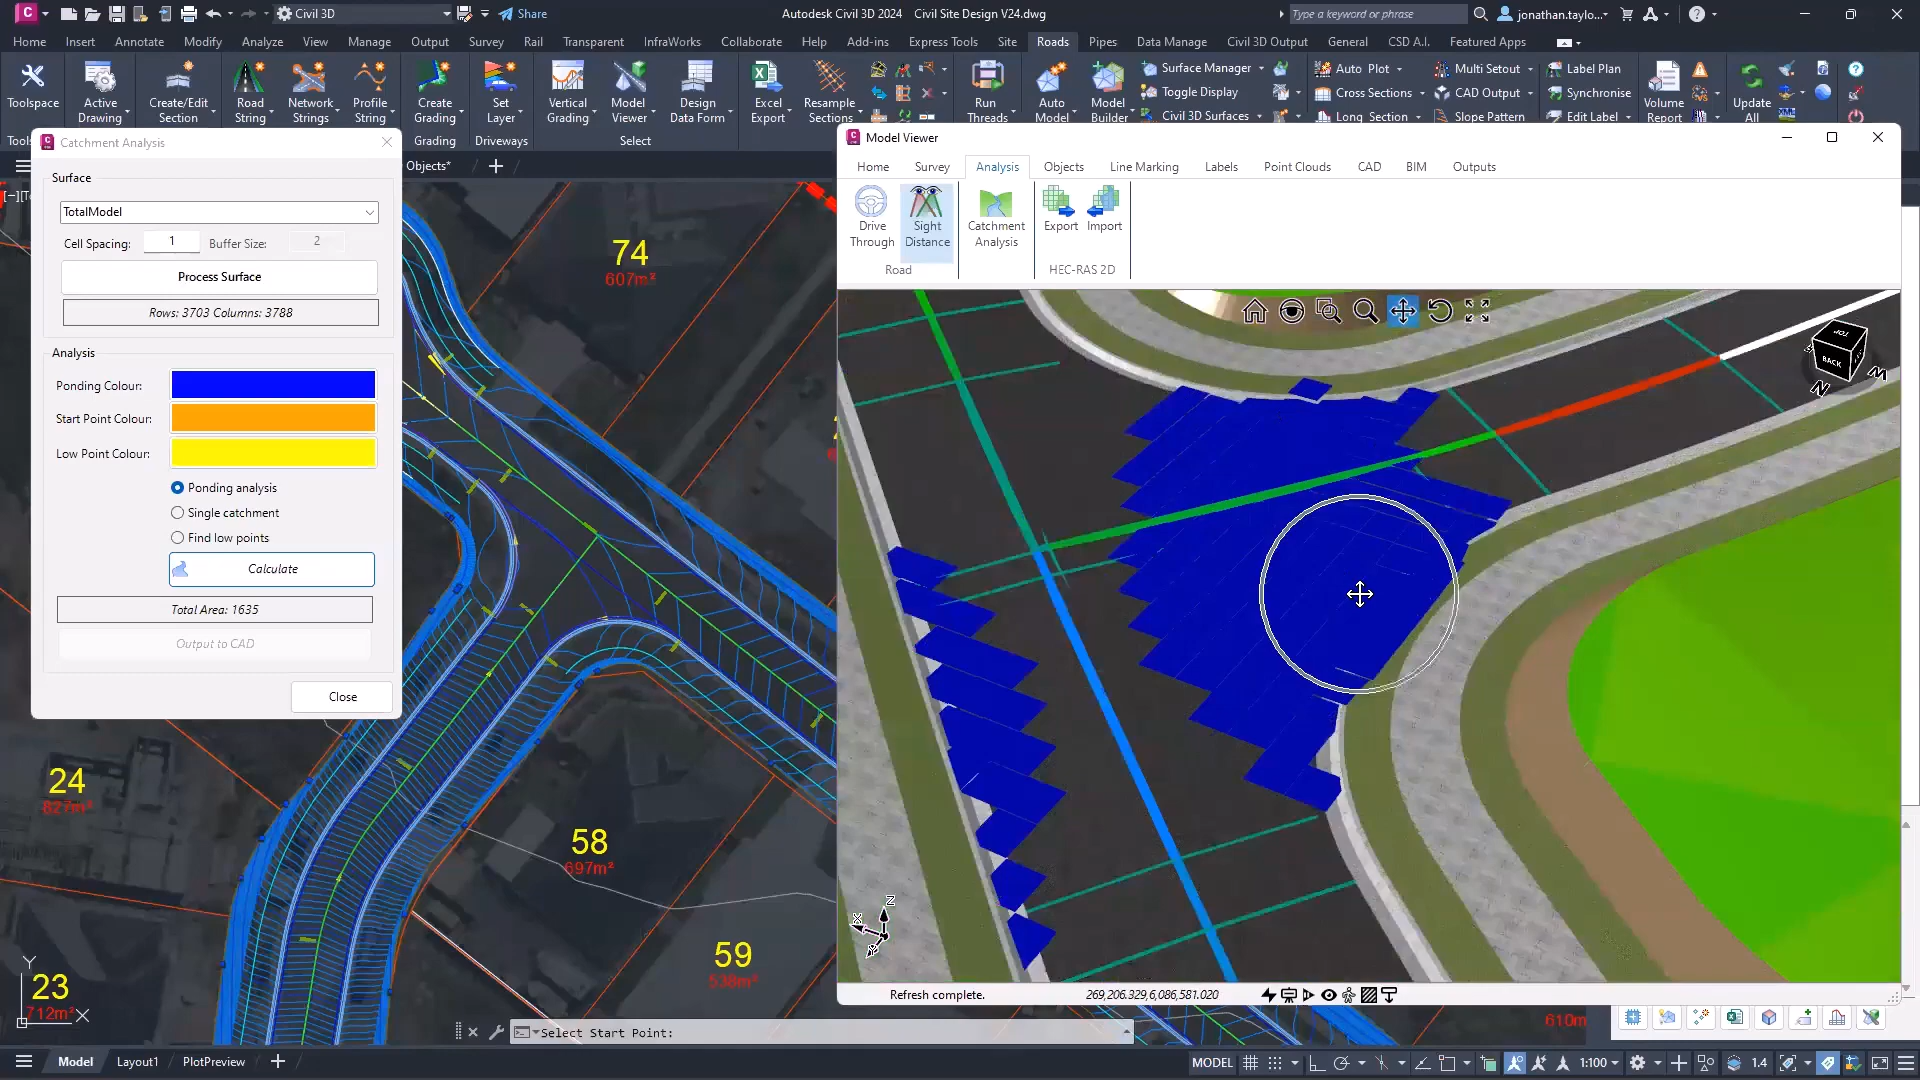 C Civil 3D Share Autodesk Civil 3D 2024 Civil Site Design V24.dwg Type a keyword or phrase jonathan.taylo...
Home Insert Annotate Modify Analyze View Manage Output Survey Rail Transparent InfraWorks Collaborate Help Add-ins Express Tools Site Roads Pipes Data Manage Civil 3D Output General CSD A.I. Featured Apps
Toolspace
Active
Drawing
Create/Edit
Section
Road
String
Network
Strings
Profile
String
Create
Grading
Set
Layer
Vertical
Grading
Model
Viewer
Design
Data Form
Excel
Export
Resample
Sections
Run
Threads
Auto
Model
Model
Builder
Surface Manager
Toggle Display
Civil 3D Surfaces
Auto Plot
Cross Sections
Long Section
Multi Setout
CAD Output
Slope Pattern
Label Plan
Synchronise
Edit Label
Volume
Report
Update
All
Grading Driveways Select
Objects*
Catchment Analysis
Surface
TotalModel
Cell Spacing: 1 Buffer Size: 2
Process Surface
Rows: 3703 Columns: 3788
Analysis
Ponding Colour:
Start Point Colour:
Low Point Colour:
Ponding analysis
Single catchment
Find low points
Calculate
Total Area: 1635
Output to CAD
Close
74
607m²
24
827m²
58
697m²
59
538m²
23
712m²
610m
Y
X
Model Viewer
Home Survey Analysis Objects Line Marking Labels Point Clouds CAD BIM Outputs
Drive
Through
Sight
Distance
Catchment
Analysis
Export Import
Road HEC-RAS 2D
TOP
BACK
N
Z
X
Y
Refresh complete. 269,206.329,6,086,581.020
Select Start Point:
Model Layout1 PlotPreview
MODEL 1:100 1.4